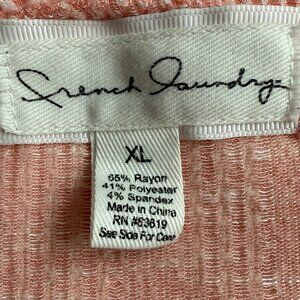 French Laundry
XL
55% Rayon
41% Polyester
4% Spandex
Made in China
RN #63619
See Side For Care